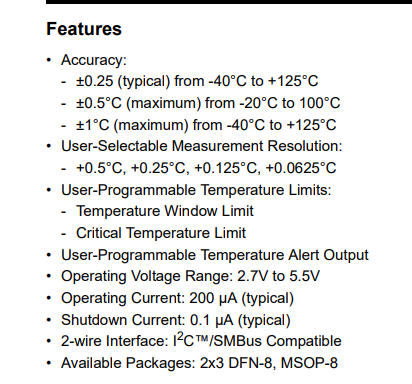 Features
• Accuracy:
- ±0.25 (typical) from -40°C to +125°C
- ±0.5°C (maximum) from -20°C to 100°C
- ±1°C (maximum) from -40°C to +125°C
• User-Selectable Measurement Resolution:
- +0.5°C, +0.25°C, +0.125°C, +0.0625°C
• User-Programmable Temperature Limits:
- Temperature Window Limit
- Critical Temperature Limit
• User-Programmable Temperature Alert Output
• Operating Voltage Range: 2.7V to 5.5V
• Operating Current: 200 µA (typical)
• Shutdown Current: 0.1 µA (typical)
• 2-wire Interface: I²C™/SMBus Compatible
• Available Packages: 2x3 DFN-8, MSOP-8